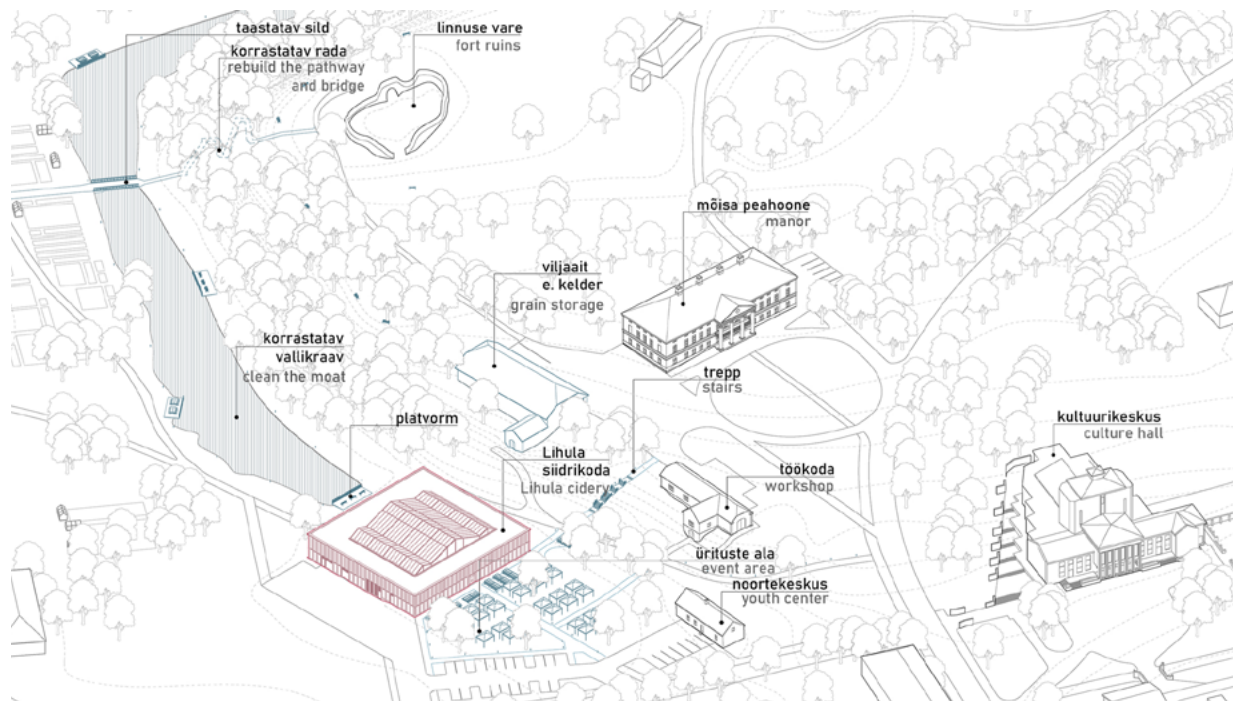 taastatav sild
korrastatav rada
rebuild the pathway
and bridge
linnuse vare
fort ruins
mõisa peahoone
manor
viljaait
e. kelder
grain storage
korrastatav
vallikraav
clean the moat
trepp
stairs
platvorm
kultuurikeskus
culture hall
Lihula
siidrikoda
Lihula cidery
töökoda
workshop
ürituste ala
event area
noortekeskus
youth center